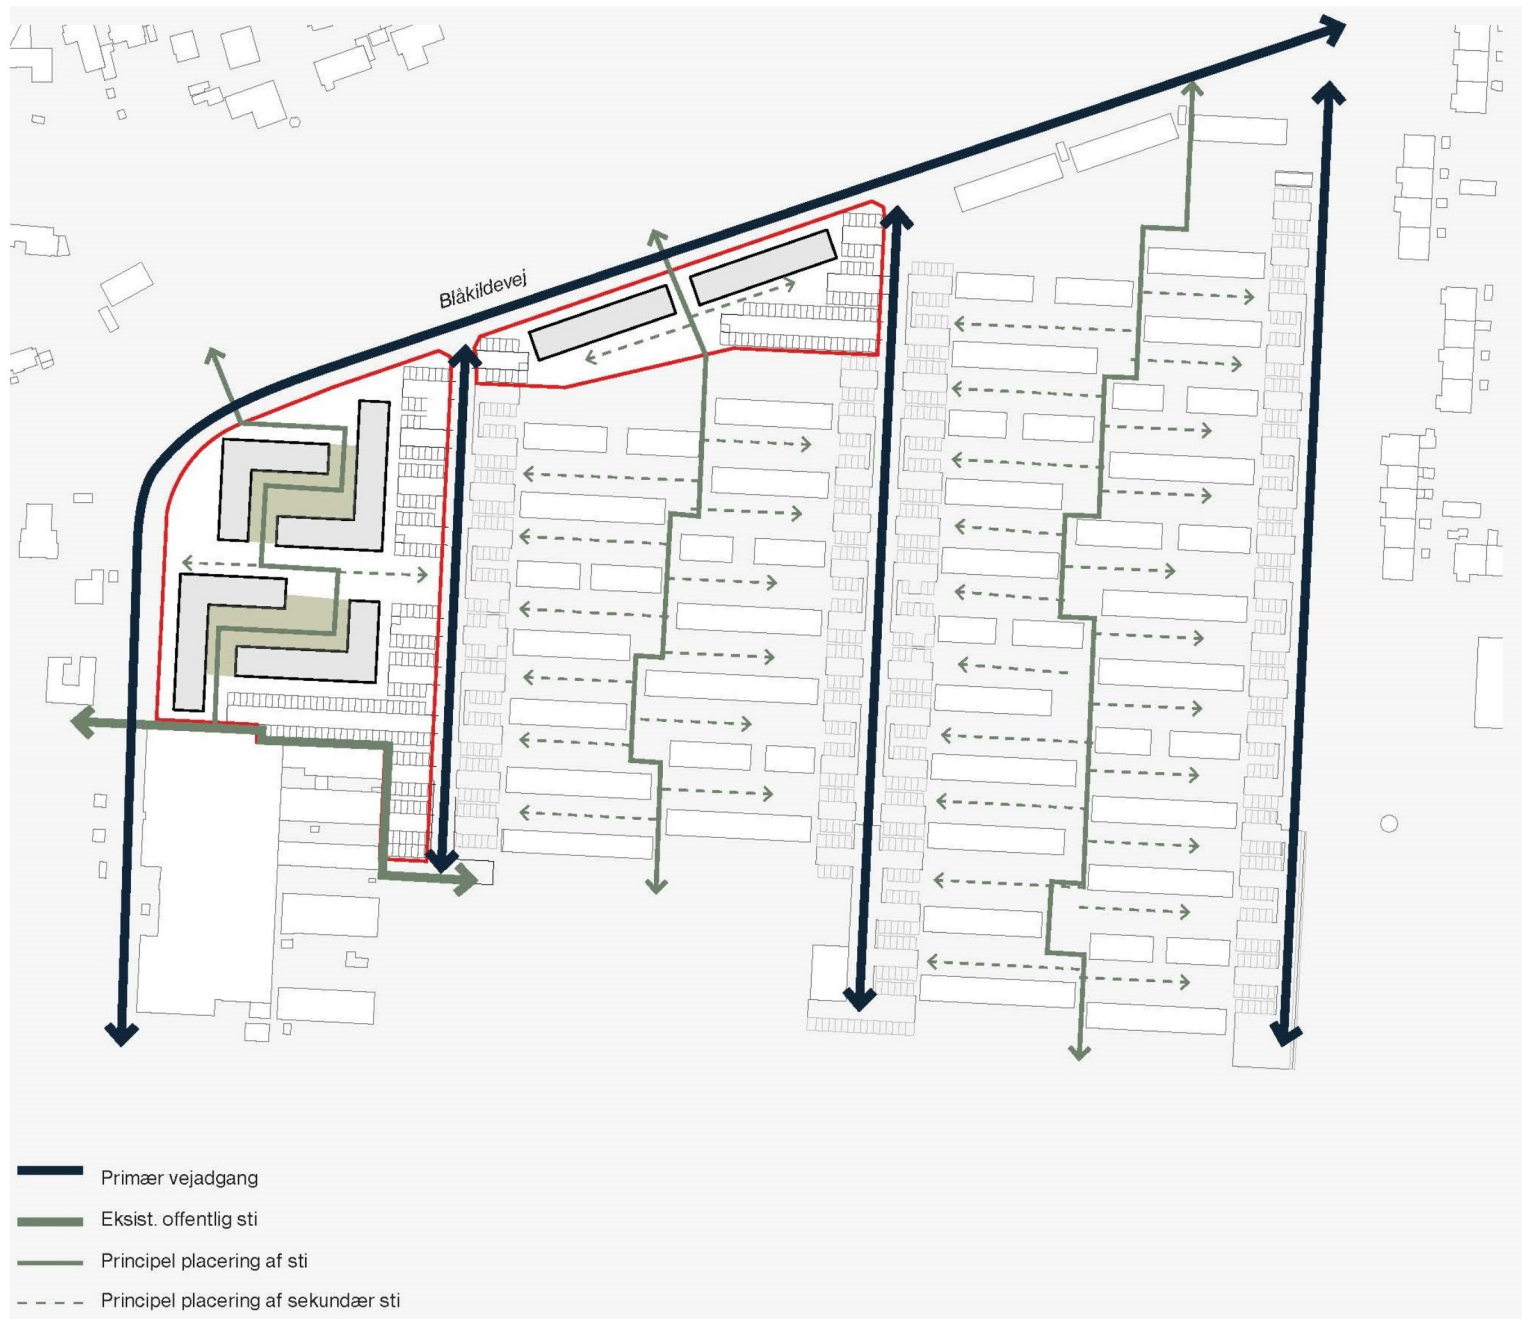 Blåkildevej
Primær vejadgang
Eksist. offentlig sti
Principel placering af sti
Principel placering af sekundær sti